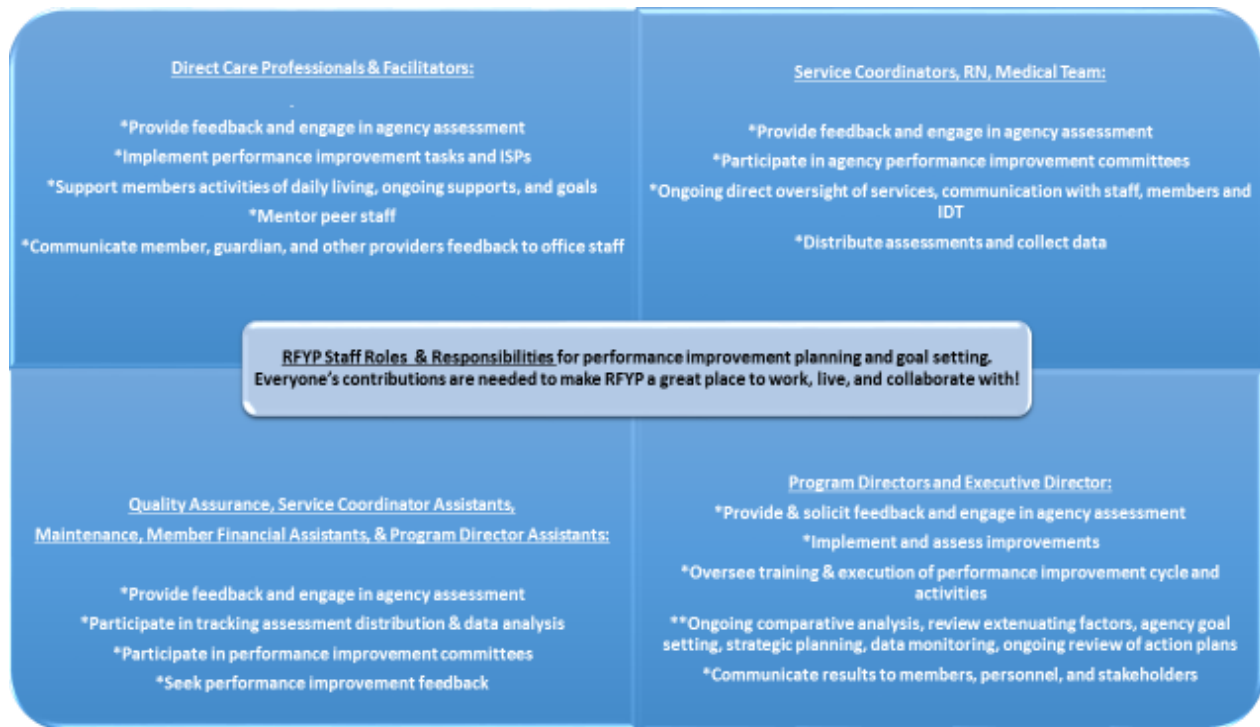 Direct Care Professionals & Facilitators:
.
*Provide feedback and engage in agency assessment
*Implement performance improvement tasks and ISPs
*Support members activities of daily living, ongoing supports, and goals
*Mentor peer staff
*Communicate member, guardian, and other providers feedback to office staff
Service Coordinators, RN, Medical Team:
*Provide feedback and engage in agency assessment
*Participate in agency performance improvement committees
*Ongoing direct oversight of services, communication with staff, members and
IDT
*Distribute assessments and collect data
RFYP Staff Roles & Responsibilities for performance improvement planning and goal setting.
Everyone's contributions are needed to make RFYP a great place to work, live, and collaborate with!
Quality Assurance, Service Coordinator Assistants,
Maintenance, Member Financial Assistants, & Program Director Assistants:
*Provide feedback and engage in agency assessment
*Participate in tracking assessment distribution & data analysis
*Participate in performance improvement committees
*Seek performance improvement feedback
Program Directors and Executive Director:
*Provide & solicit feedback and engage in agency assessment
*Implement and assess improvements
*Oversee training & execution of performance improvement cycle and
activities
**Ongoing comparative analysis, review extenuating factors, agency goal
setting, strategic planning, data monitoring, ongoing review of action plans
*Communicate results to members, personnel, and stakeholders